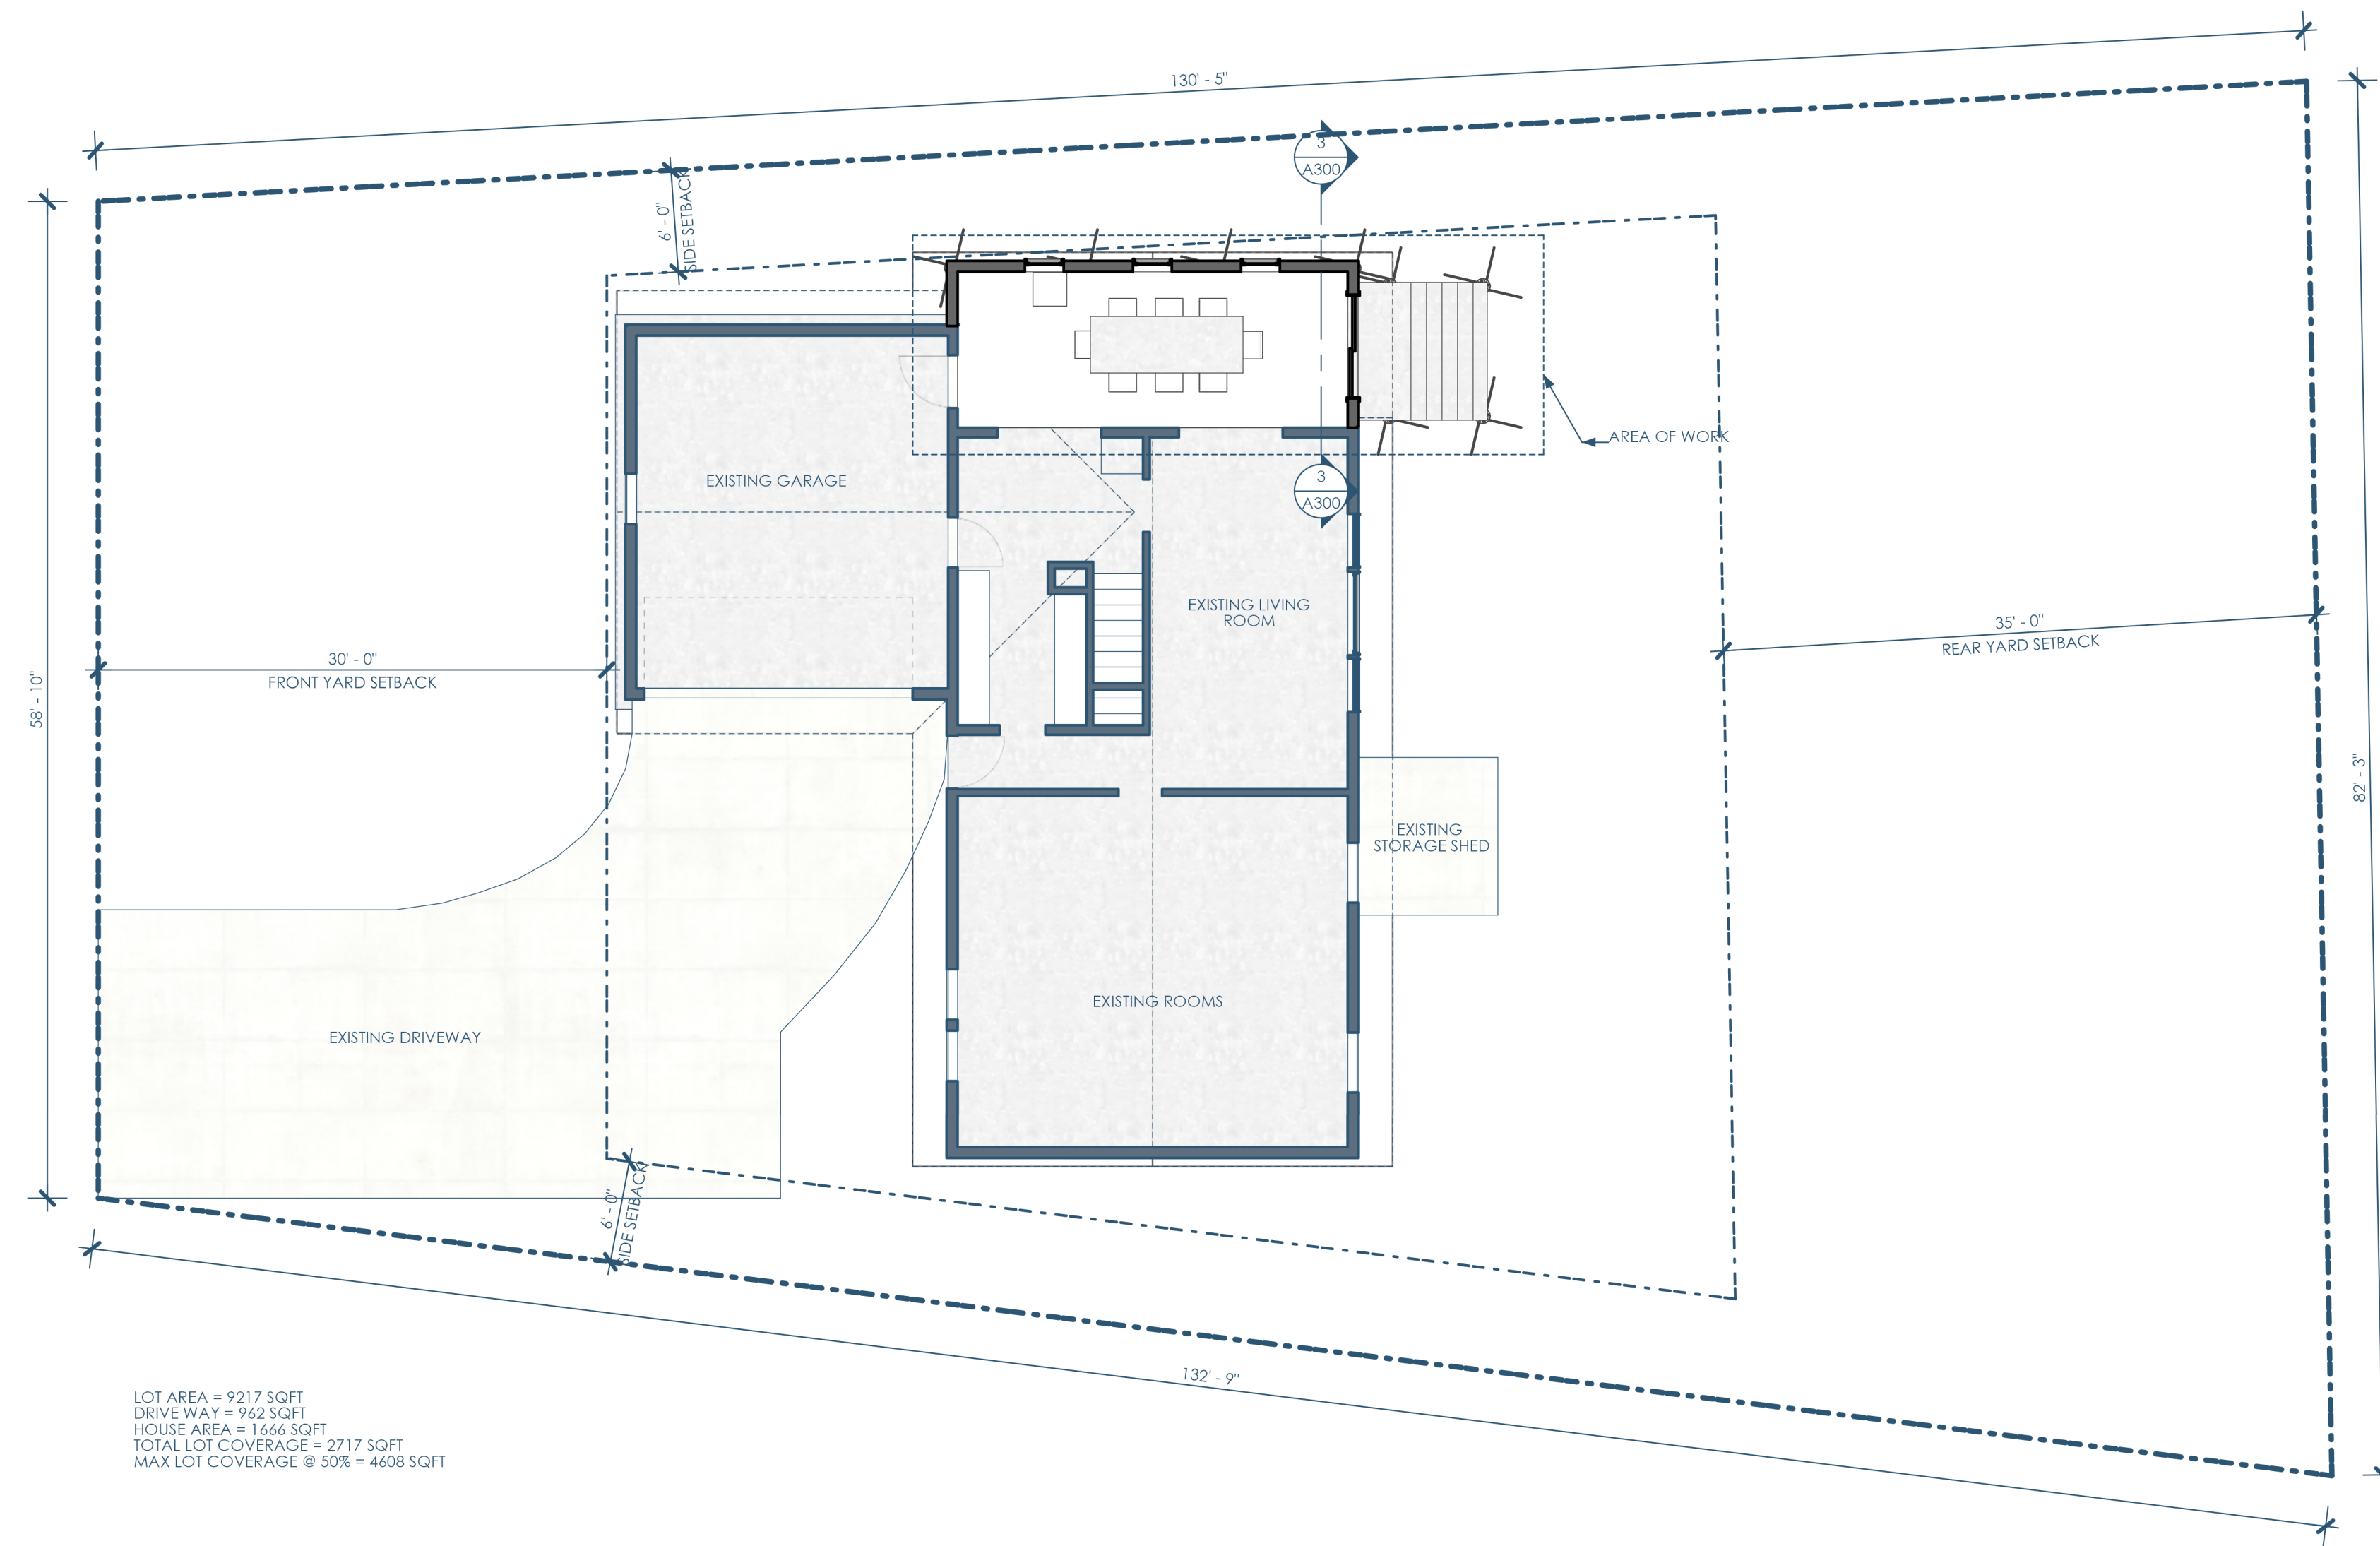 130' - 5"
3
A300
6' - 0"
SIDE SETBACK
AREA OF WORK
EXISTING GARAGE
3
A300
EXISTING LIVING
ROOM
35' - 0"
REAR YARD SETBACK
30' - 0"
FRONT YARD SETBACK
58' - 10"
82' - 3"
EXISTING
STORAGE SHED
EXISTING ROOMS
EXISTING DRIVEWAY
6' - 0"
SIDE SETBACK
132' - 9"
LOT AREA = 9217 SQFT
DRIVE WAY = 962 SQFT
HOUSE AREA = 1666 SQFT
TOTAL LOT COVERAGE = 2717 SQFT
MAX LOT COVERAGE @ 50% = 4608 SQFT